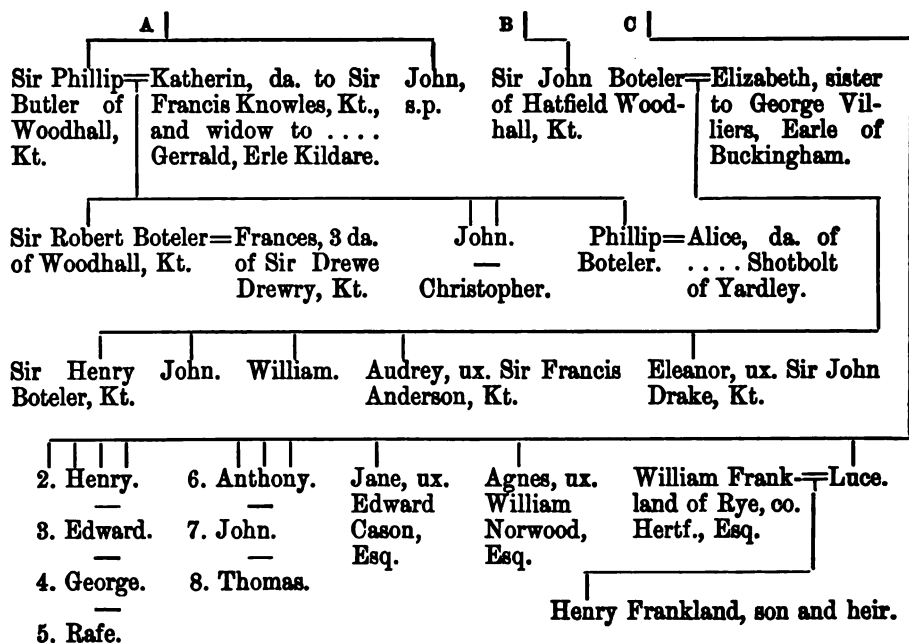 A B C
Sir Phillip=Katherin, da. to Sir John, Sir John Boteler=Elizabeth, sister
Butler of Francis Knowles, Kt., s.p. of Hatfield Wood- to George Vil-
Woodhall, and widow to .... hall, Kt. liers, Earle of
Kt. Gerrald, Erle Kildare. Buckingham.
Sir Robert Boteler=Frances, 3 da. John. Phillip=Alice, da. of
of Woodhall, Kt. of Sir Drewe — Boteler. .... Shotbolt
Drewry, Kt. Christopher. of Yardley.
Sir Henry John. William. Audrey, ux. Sir Francis Eleanor, ux. Sir John
Boteler, Kt. Anderson, Kt. Drake, Kt.
2. Henry. 6. Anthony. Jane, ux. Agnes, ux. William Frank-=Luce.
— — Edward William land of Rye, co.
3. Edward. 7. John. Cason, Norwood, Hertf., Esq.
— — Esq. Esq.
4. George. 8. Thomas.
— Henry Frankland, son and heir.
5. Rafe.